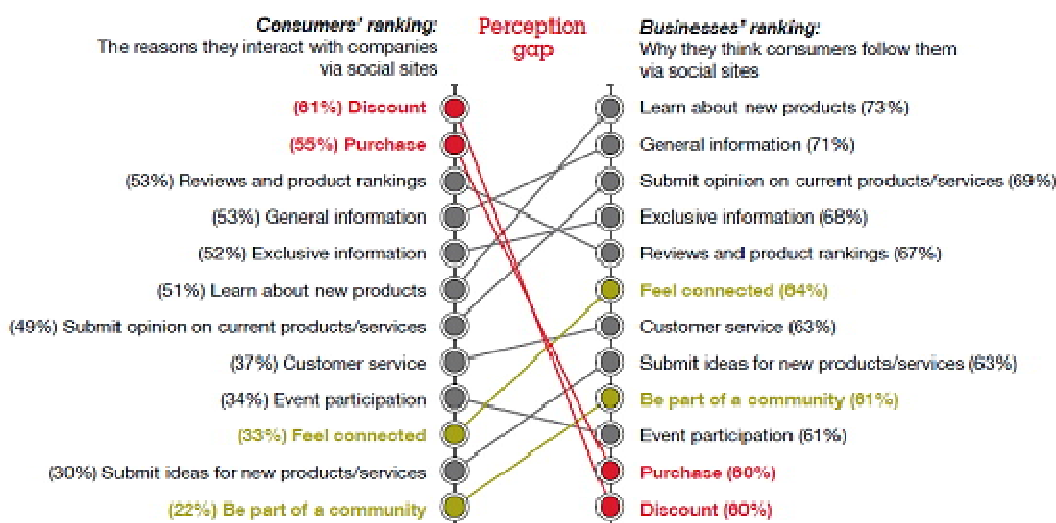 Consumers' ranking:
The reasons they interact with companies
via social sites
Perception
gap
Businesses' ranking:
Why they think consumers follow them
via social sites
(61%) Discount
(55%) Purchase
(53%) Reviews and product rankings
(53%) General information
(52%) Exclusive information
(51%) Learn about new products
(49%) Submit opinion on current products/services
(37%) Customer service
(34%) Event participation
(33%) Feel connected
(30%) Submit ideas for new products/services
(22%) Be part of a community
Learn about new products (73%)
General information (71%)
Submit opinion on current products/services (69%)
Exclusive information (68%)
Reviews and product rankings (67%)
Feel connected (64%)
Customer service (63%)
Submit ideas for new products/services (63%)
Be part of a community (61%)
Event participation (61%)
Purchase (60%)
Discount (60%)